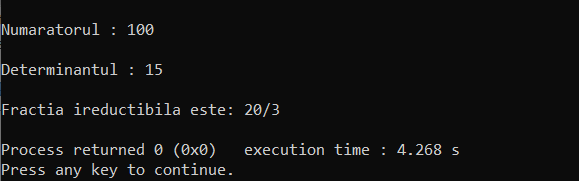 Numaratorul : 100
Determinantul : 15
Fractia ireductibila este: 20/3
Process returned 0 (0x0)   execution time : 4.268 s
Press any key to continue.